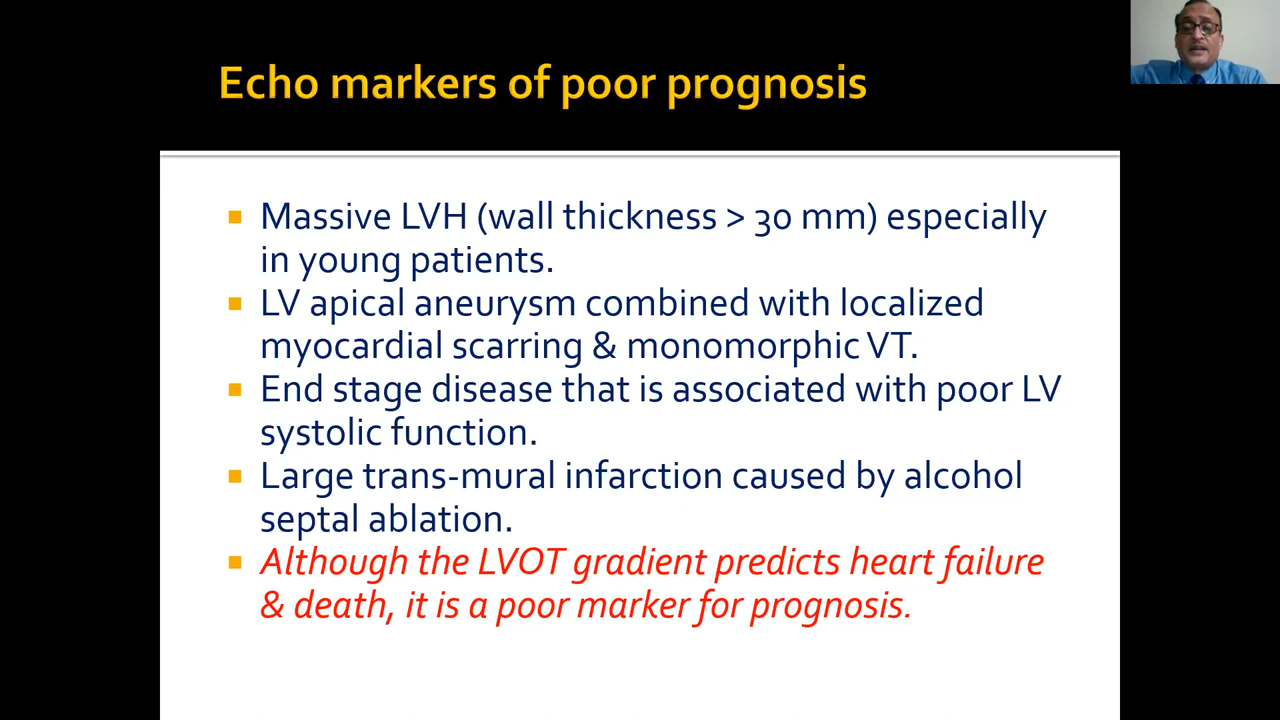 Echo markers of poor prognosis
Massive LVH (wall thickness > 30 mm) especially
in young patients.
LV apical aneurysm combined with localized
myocardial scarring & monomorphic VT.
End stage disease that is associated with poor LV
systolic function.
Large trans-mural infarction caused by alcohol
septal ablation.
Although the LVOT gradient predicts heart failure
& death, it is a poor marker for prognosis.